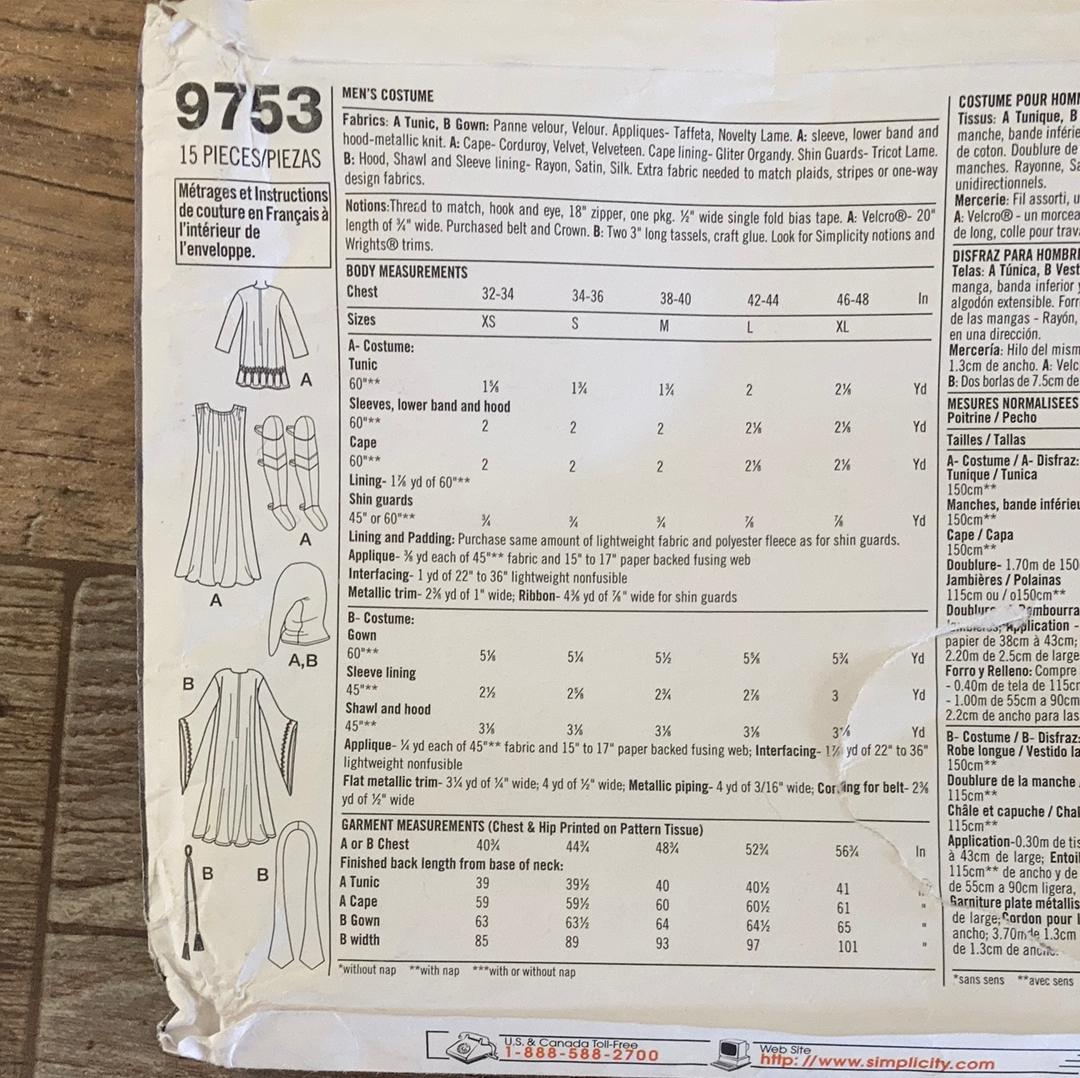 9753
15 PIECES/PIEZAS
Métrages et Instructions
de couture en Français à
l'intérieur de
l'enveloppe.
A
A
A
A,B
B
B
B
MEN'S COSTUME
Fabrics: A Tunic, B Gown: Panne velour, Velour. Appliques- Taffeta, Novelty Lame. A: sleeve, lower band and
hood-metallic knit. A: Cape- Corduroy, Velvet, Velveteen. Cape lining- Gliter Organdy. Shin Guards- Tricot Lame.
B: Hood, Shawl and Sleeve lining- Rayon, Satin, Silk. Extra fabric needed to match plaids, stripes or one-way
design fabrics.
Notions:Thread to match, hook and eye, 18" zipper, one pkg. ½" wide single fold bias tape. A: Velcro®- 20"
length of ¾" wide. Purchased belt and Crown. B: Two 3" long tassels, craft glue. Look for Simplicity notions and
Wrights® trims.
BODY MEASUREMENTS
Chest 32-34 34-36 38-40 42-44 46-48 In
Sizes XS S M L XL
A- Costume:
Tunic
60"** 1¾ 1¾ 2 Yd
Sleeves, lower band and hood
60"** 2 2 2 2⅛ 2⅛ Yd
Cape
60"** 2 2 2 2⅛ 2⅛ Yd
Lining- 1⅞ yd of 60"**
Shin guards
45" or 60"** ¾ ¾ ¾ ⅞ ⅞ Yd
Lining and Padding: Purchase same amount of lightweight fabric and polyester fleece as for shin guards.
Applique- ⅜ yd each of 45"** fabric and 15" to 17" paper backed fusing web
Interfacing- 1 yd of 22" to 36" lightweight nonfusible
Metallic trim- 2⅜ yd of 1" wide; Ribbon- 4⅜ yd of ⅞" wide for shin guards
B- Costume:
Gown
60"** 5⅛ 5¼ 5½ 5⅝ 5¾ Yd
Sleeve lining
45"** 2½ 2⅝ 2¾ 2⅞ 3 Yd
Shawl and hood
45"** 3⅛ 3⅛ 3⅛ 3⅛ Yd
Applique- ¼ yd each of 45"** fabric and 15" to 17" paper backed fusing web; Interfacing- yd of 22" to 36"
lightweight nonfusible
Flat metallic trim- 3¼ yd of ¼" wide; 4 yd of ½" wide; Metallic piping- 4 yd of 3/16" wide; for belt- 2⅜
yd of ½" wide
GARMENT MEASUREMENTS (Chest & Hip Printed on Pattern Tissue)
A or B Chest 40¾ 44¾ 48¾ 52¾ 56¾ In
Finished back length from base of neck:
A Tunic 39 39½ 40 40½ 41
A Cape 59 59½ 60 60½ 61 "
B Gown 63 63½ 64 64½ 65 "
B width 85 89 93 97 101 "
*without nap **with nap ***with or without nap
COSTUME POUR HOM
Tissus: A Tunique, B
manche, bande inférie
de coton. Doublure de
manches. Rayonne, Sa
unidirectionnels.
Mercerie: Fil assorti, u
A: Velcro® - un morcea
de long, colle pour trav
DISFRAZ PARA HOMBR
Telas: A Túnica, B Vest
manga, banda inferior y
algodón extensible. Forr
de las mangas - Rayón,
en una dirección.
Mercería: Hilo del mism
1.3cm de ancho. A: Velc
B: Dos borlas de 7.5cm de
MESURES NORMALISEES
Poitrine / Pecho
Tailles / Tallas
A- Costume / A- Disfraz:
Tunique / Tunica
150cm**
Manches, bande inférieu
150cm**
Cape / Capa
150cm**
Doublure- 1.70m de 150
Jambières / Polainas
115cm ou / o150cm**
papier de 38cm à 43cm;
2.20m de 2.5cm de large
Forro y Relleno: Compre
- 0.40m de tela de 115cm
- 1.00m de 55cm a 90cm
2.2cm de ancho para las
B- Costume / B- Disfraz:
Robe longue / Vestido la
150cm**
Doublure de la manche
115cm**
Châle et capuche / Chal
115cm**
Application-0.30m de tis
à 43cm de large; Entoil
115cm** de ancho y de
de 55cm a 90cm ligera,
Garniture plate métallis
de large; Cordon pour l
ancho; 3.70m de 1.3cm
de 1.3cm de
*sans sens **avec sens
U.S. & Canada Toll-Free
1-888-588-2700
Web Site
http://www.simplicity.com